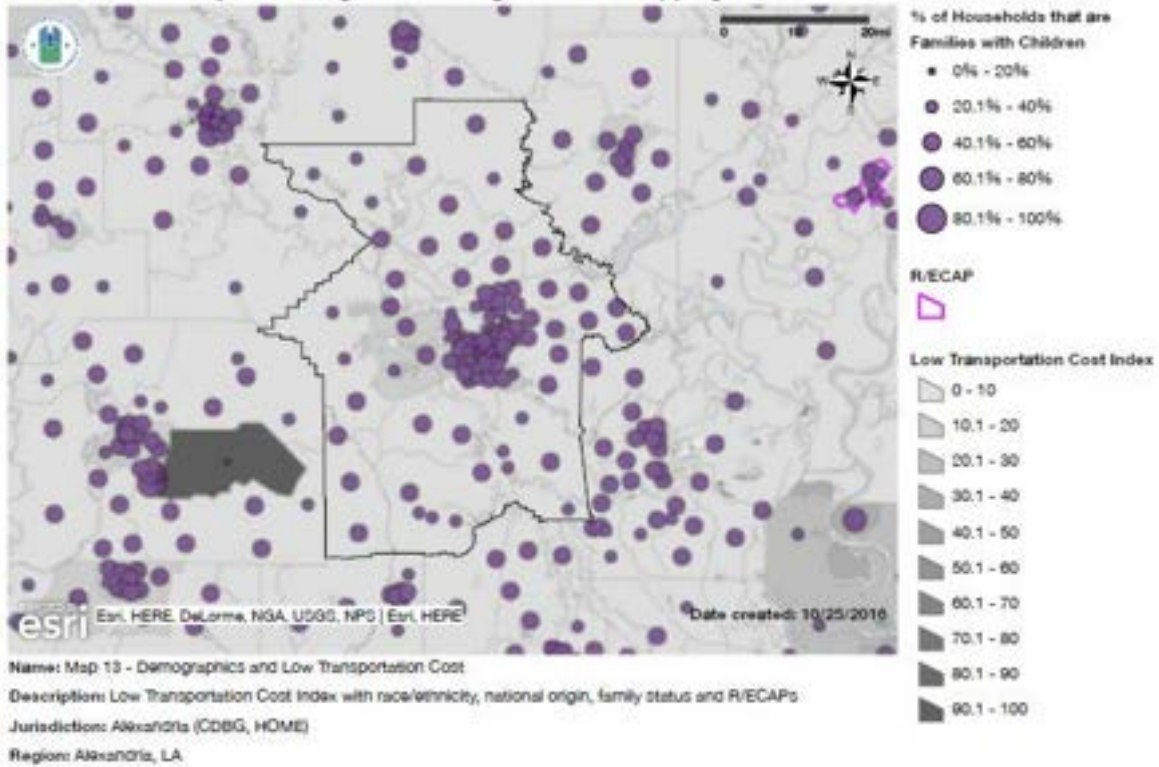 0 10 20mi
N
W E
S
% of Households that are
Families with Children
0% - 20%
20.1% - 40%
40.1% - 60%
60.1% - 80%
80.1% - 100%
R/ECAP
Low Transportation Cost Index
0 - 10
10.1 - 20
20.1 - 30
30.1 - 40
40.1 - 50
50.1 - 60
60.1 - 70
70.1 - 80
80.1 - 90
90.1 - 100
esri Esri, HERE, DeLorme, NGA, USGS, NPS | Esri, HERE
Date created: 10/25/2016
Name: Map 13 - Demographics and Low Transportation Cost
Description: Low Transportation Cost Index with race/ethnicity, national origin, family status and R/ECAPs
Jurisdiction: Alexandria (CDBG, HOME)
Region: Alexandria, LA